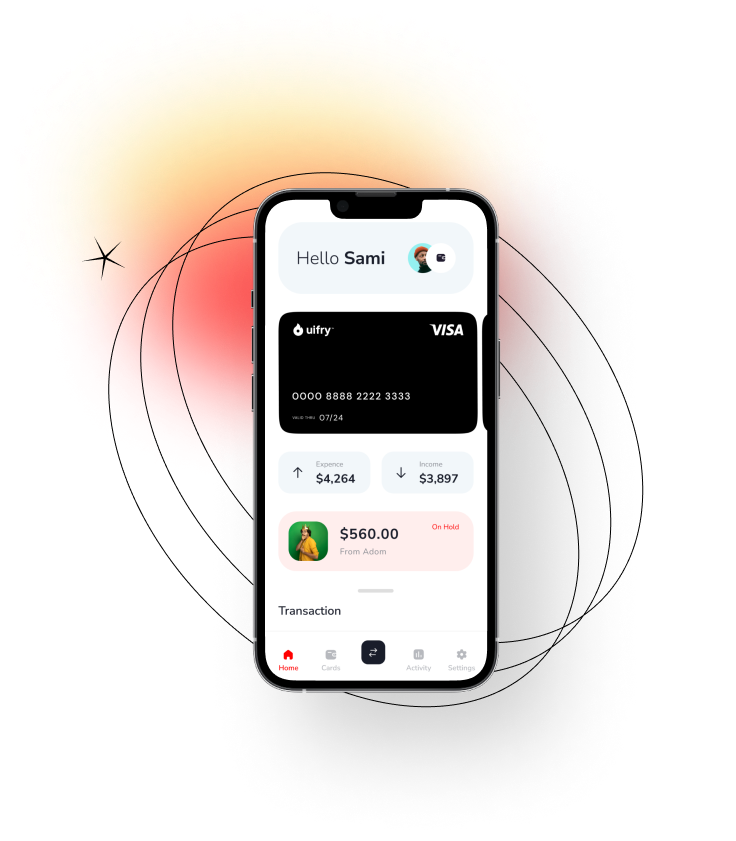 Hello Sami
uifry™
VISA
0000 8888 2222 3333
VALID THRU 07/24
Expence
$4,264
Income
$3,897
$560.00
On Hold
From Adom
Transaction
Home
Cards
Activity
Settings